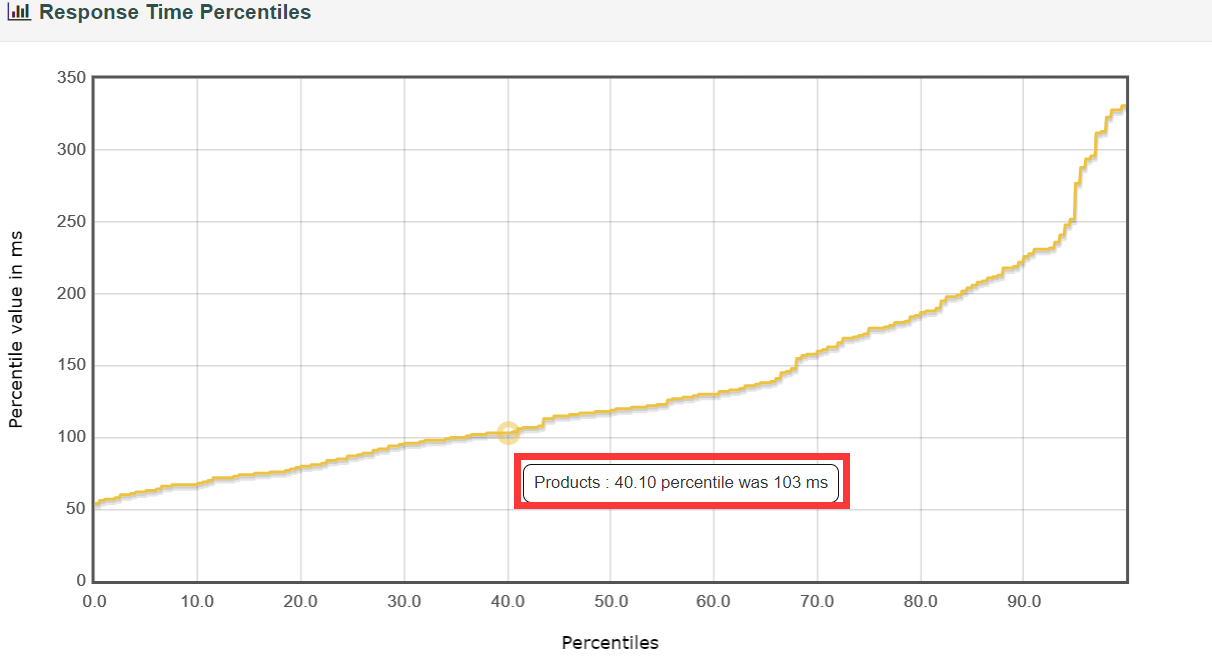 Response Time Percentiles
350
300
250
200
150
100
50
0
Percentile value in ms
Products : 40.10 percentile was 103 ms
0.0 10.0 20.0 30.0 40.0 50.0 60.0 70.0 80.0 90.0
Percentiles